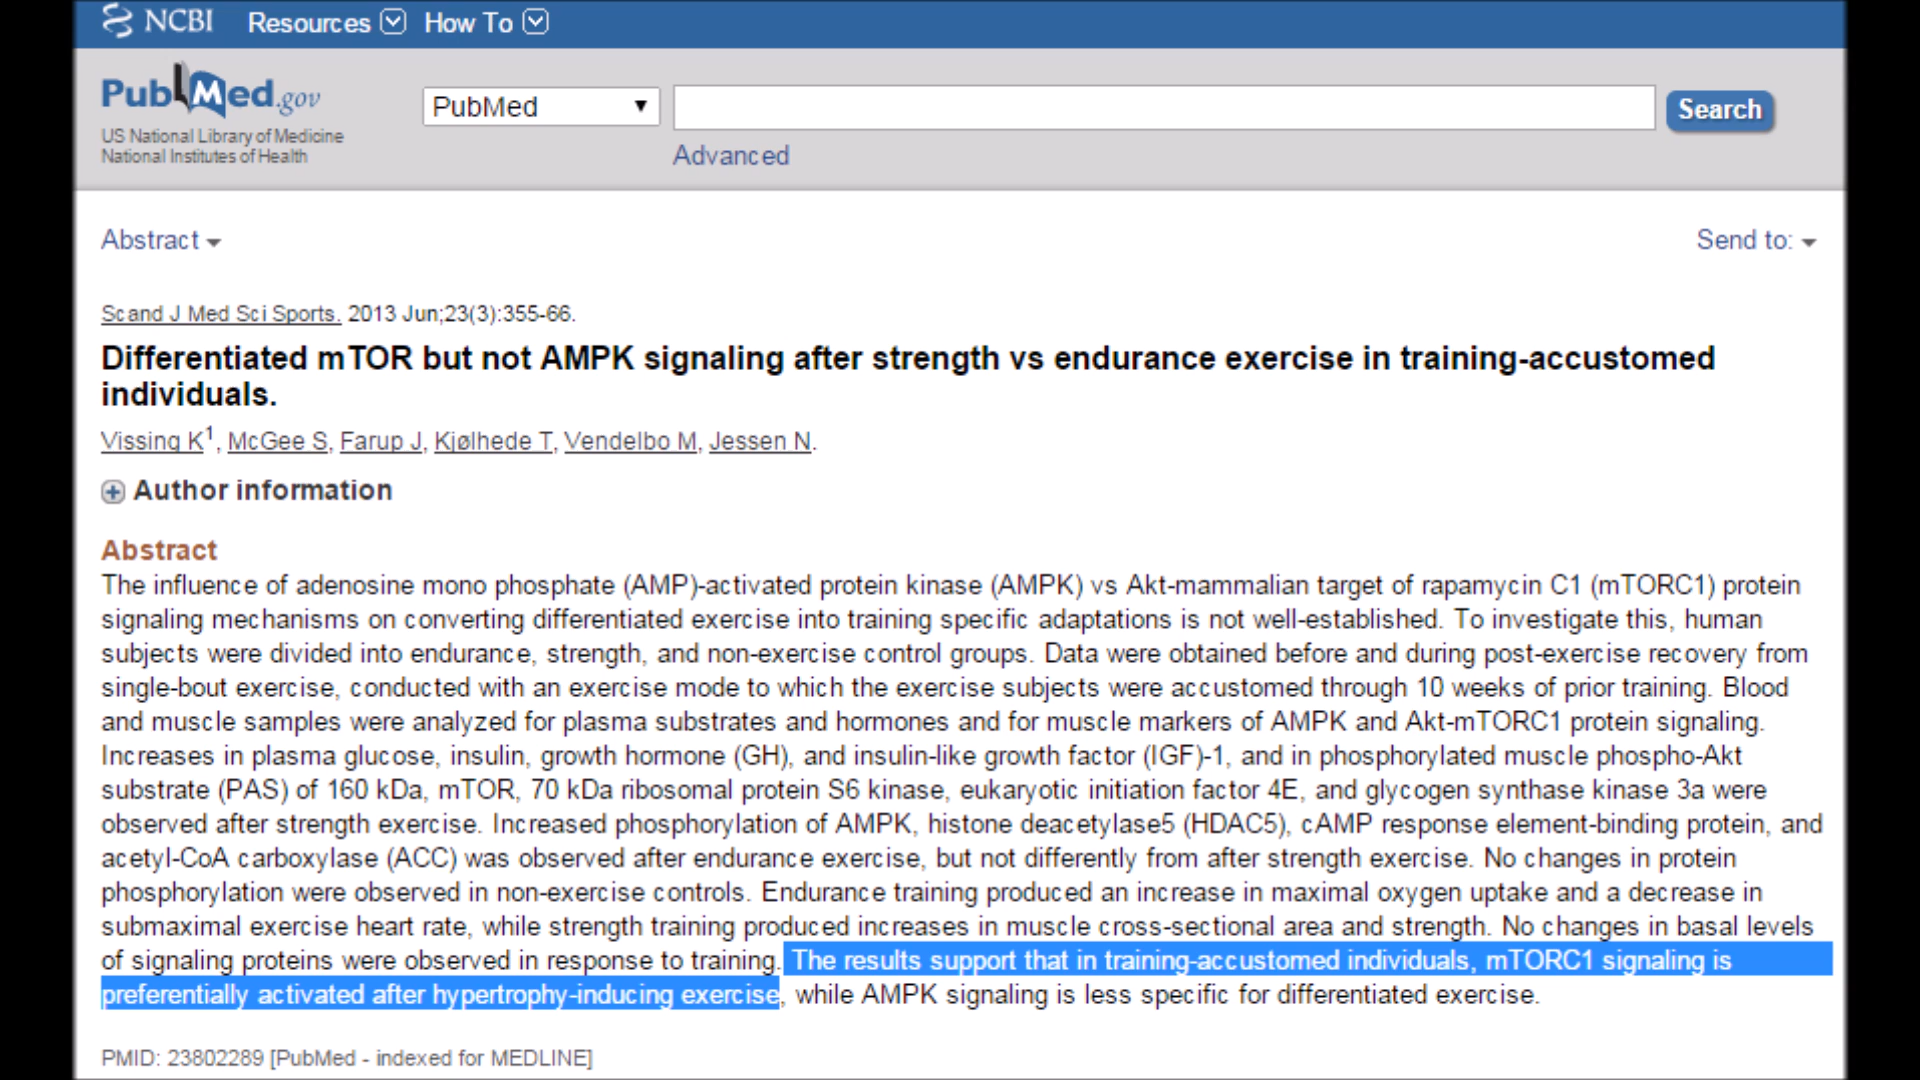 NCBI Resources How To
PubMed.gov
US National Library of Medicine
National Institutes of Health
PubMed
Search
Advanced
Abstract
Send to:
Scand J Med Sci Sports. 2013 Jun;23(3):355-66.
Differentiated mTOR but not AMPK signaling after strength vs endurance exercise in training-accustomed
individuals.
Vissing K1, McGee S, Farup J, Kjølhede T, Vendelbo M, Jessen N.
Author information
Abstract
The influence of adenosine mono phosphate (AMP)-activated protein kinase (AMPK) vs Akt-mammalian target of rapamycin C1 (mTORC1) protein
signaling mechanisms on converting differentiated exercise into training specific adaptations is not well-established. To investigate this, human
subjects were divided into endurance, strength, and non-exercise control groups. Data were obtained before and during post-exercise recovery from
single-bout exercise, conducted with an exercise mode to which the exercise subjects were accustomed through 10 weeks of prior training. Blood
and muscle samples were analyzed for plasma substrates and hormones and for muscle markers of AMPK and Akt-mTORC1 protein signaling.
Increases in plasma glucose, insulin, growth hormone (GH), and insulin-like growth factor (IGF)-1, and in phosphorylated muscle phospho-Akt
substrate (PAS) of 160 kDa, mTOR, 70 kDa ribosomal protein S6 kinase, eukaryotic initiation factor 4E, and glycogen synthase kinase 3a were
observed after strength exercise. Increased phosphorylation of AMPK, histone deacetylase5 (HDAC5), cAMP response element-binding protein, and
acetyl-CoA carboxylase (ACC) was observed after endurance exercise, but not differently from after strength exercise. No changes in protein
phosphorylation were observed in non-exercise controls. Endurance training produced an increase in maximal oxygen uptake and a decrease in
submaximal exercise heart rate, while strength training produced increases in muscle cross-sectional area and strength. No changes in basal levels
of signaling proteins were observed in response to training. The results support that in training-accustomed individuals, mTORC1 signaling is
preferentially activated after hypertrophy-inducing exercise, while AMPK signaling is less specific for differentiated exercise.
PMID: 23802289 [PubMed - indexed for MEDLINE]